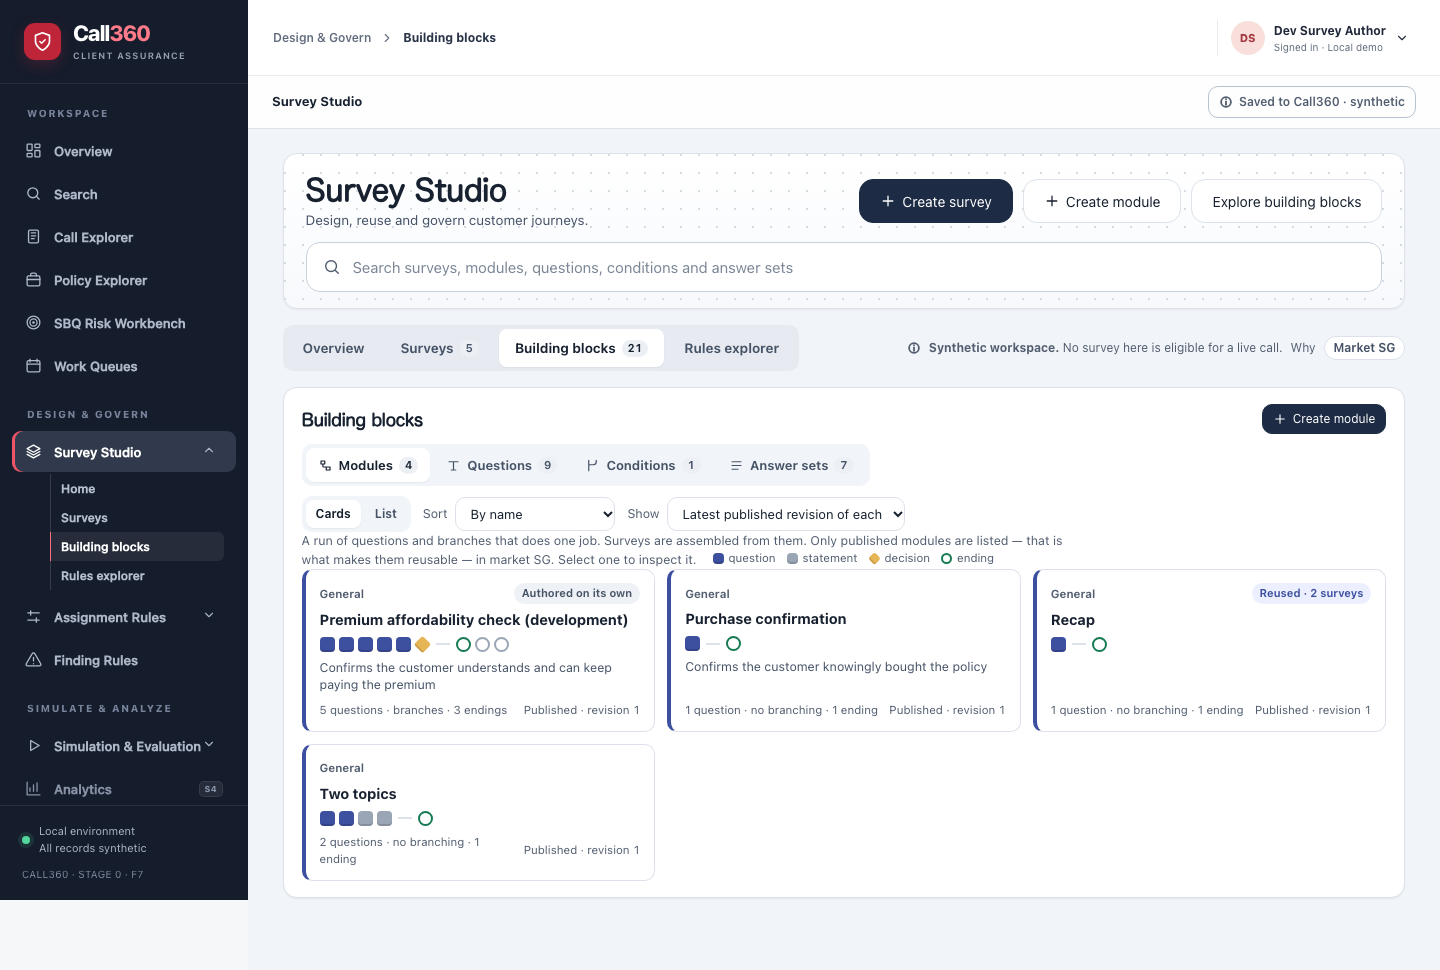 Call360
CLIENT ASSURANCE
WORKSPACE
Overview
Search
Call Explorer
Policy Explorer
SBQ Risk Workbench
Work Queues
DESIGN & GOVERN
Survey Studio
Home
Surveys
Building blocks
Rules explorer
Assignment Rules
Finding Rules
SIMULATE & ANALYZE
Simulation & Evaluation
Analytics S4
Local environment
All records synthetic
CALL360 · STAGE 0 · F7
Design & Govern Building blocks
DS Dev Survey Author
Signed in · Local demo
Survey Studio
Saved to Call360 · synthetic
Survey Studio
Design, reuse and govern customer journeys.
Create survey
Create module
Explore building blocks
Search surveys, modules, questions, conditions and answer sets
Overview Surveys 5 Building blocks 21 Rules explorer
Synthetic workspace. No survey here is eligible for a live call. Why Market SG
Building blocks
Create module
Modules 4 Questions 9 Conditions 1 Answer sets 7
Cards List Sort By name Show Latest published revision of each
A run of questions and branches that does one job. Surveys are assembled from them. Only published modules are listed — that is
what makes them reusable — in market SG. Select one to inspect it. question statement decision ending
General Authored on its own
Premium affordability check (development)
Confirms the customer understands and can keep
paying the premium
5 questions · branches · 3 endings Published · revision 1
General
Purchase confirmation
Confirms the customer knowingly bought the policy
1 question · no branching · 1 ending Published · revision 1
General Reused · 2 surveys
Recap
1 question · no branching · 1 ending Published · revision 1
General
Two topics
2 questions · no branching · 1
ending
Published · revision 1